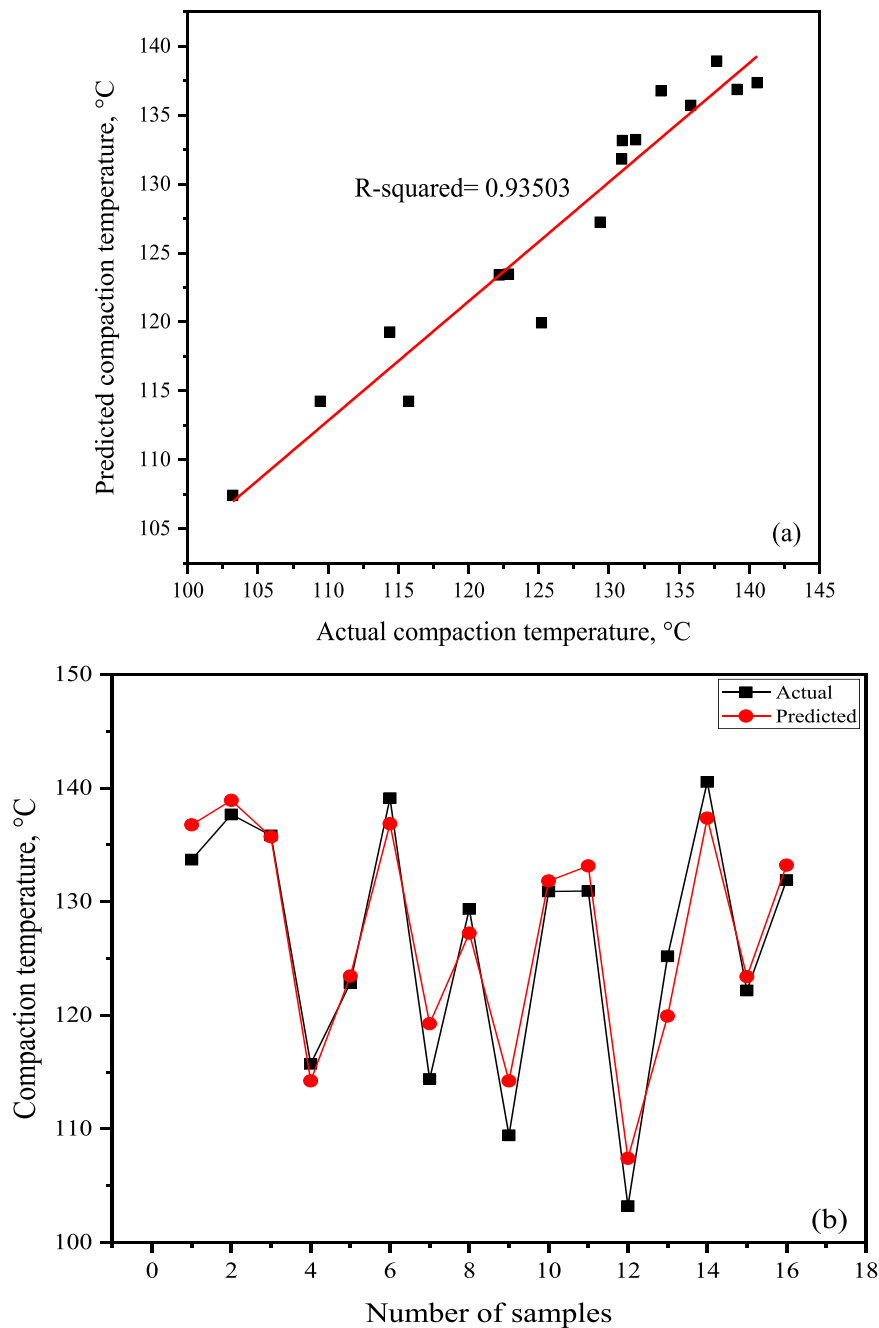 140
135
130
125
120
115
110
105
Predicted compaction temperature, °C
R-squared= 0.93503
(a)
100 105 110 115 120 125 130 135 140 145
Actual compaction temperature, °C
150
140
130
120
110
100
Compaction temperature, °C
Actual
Predicted
(b)
0 2 4 6 8 10 12 14 16 18
Number of samples